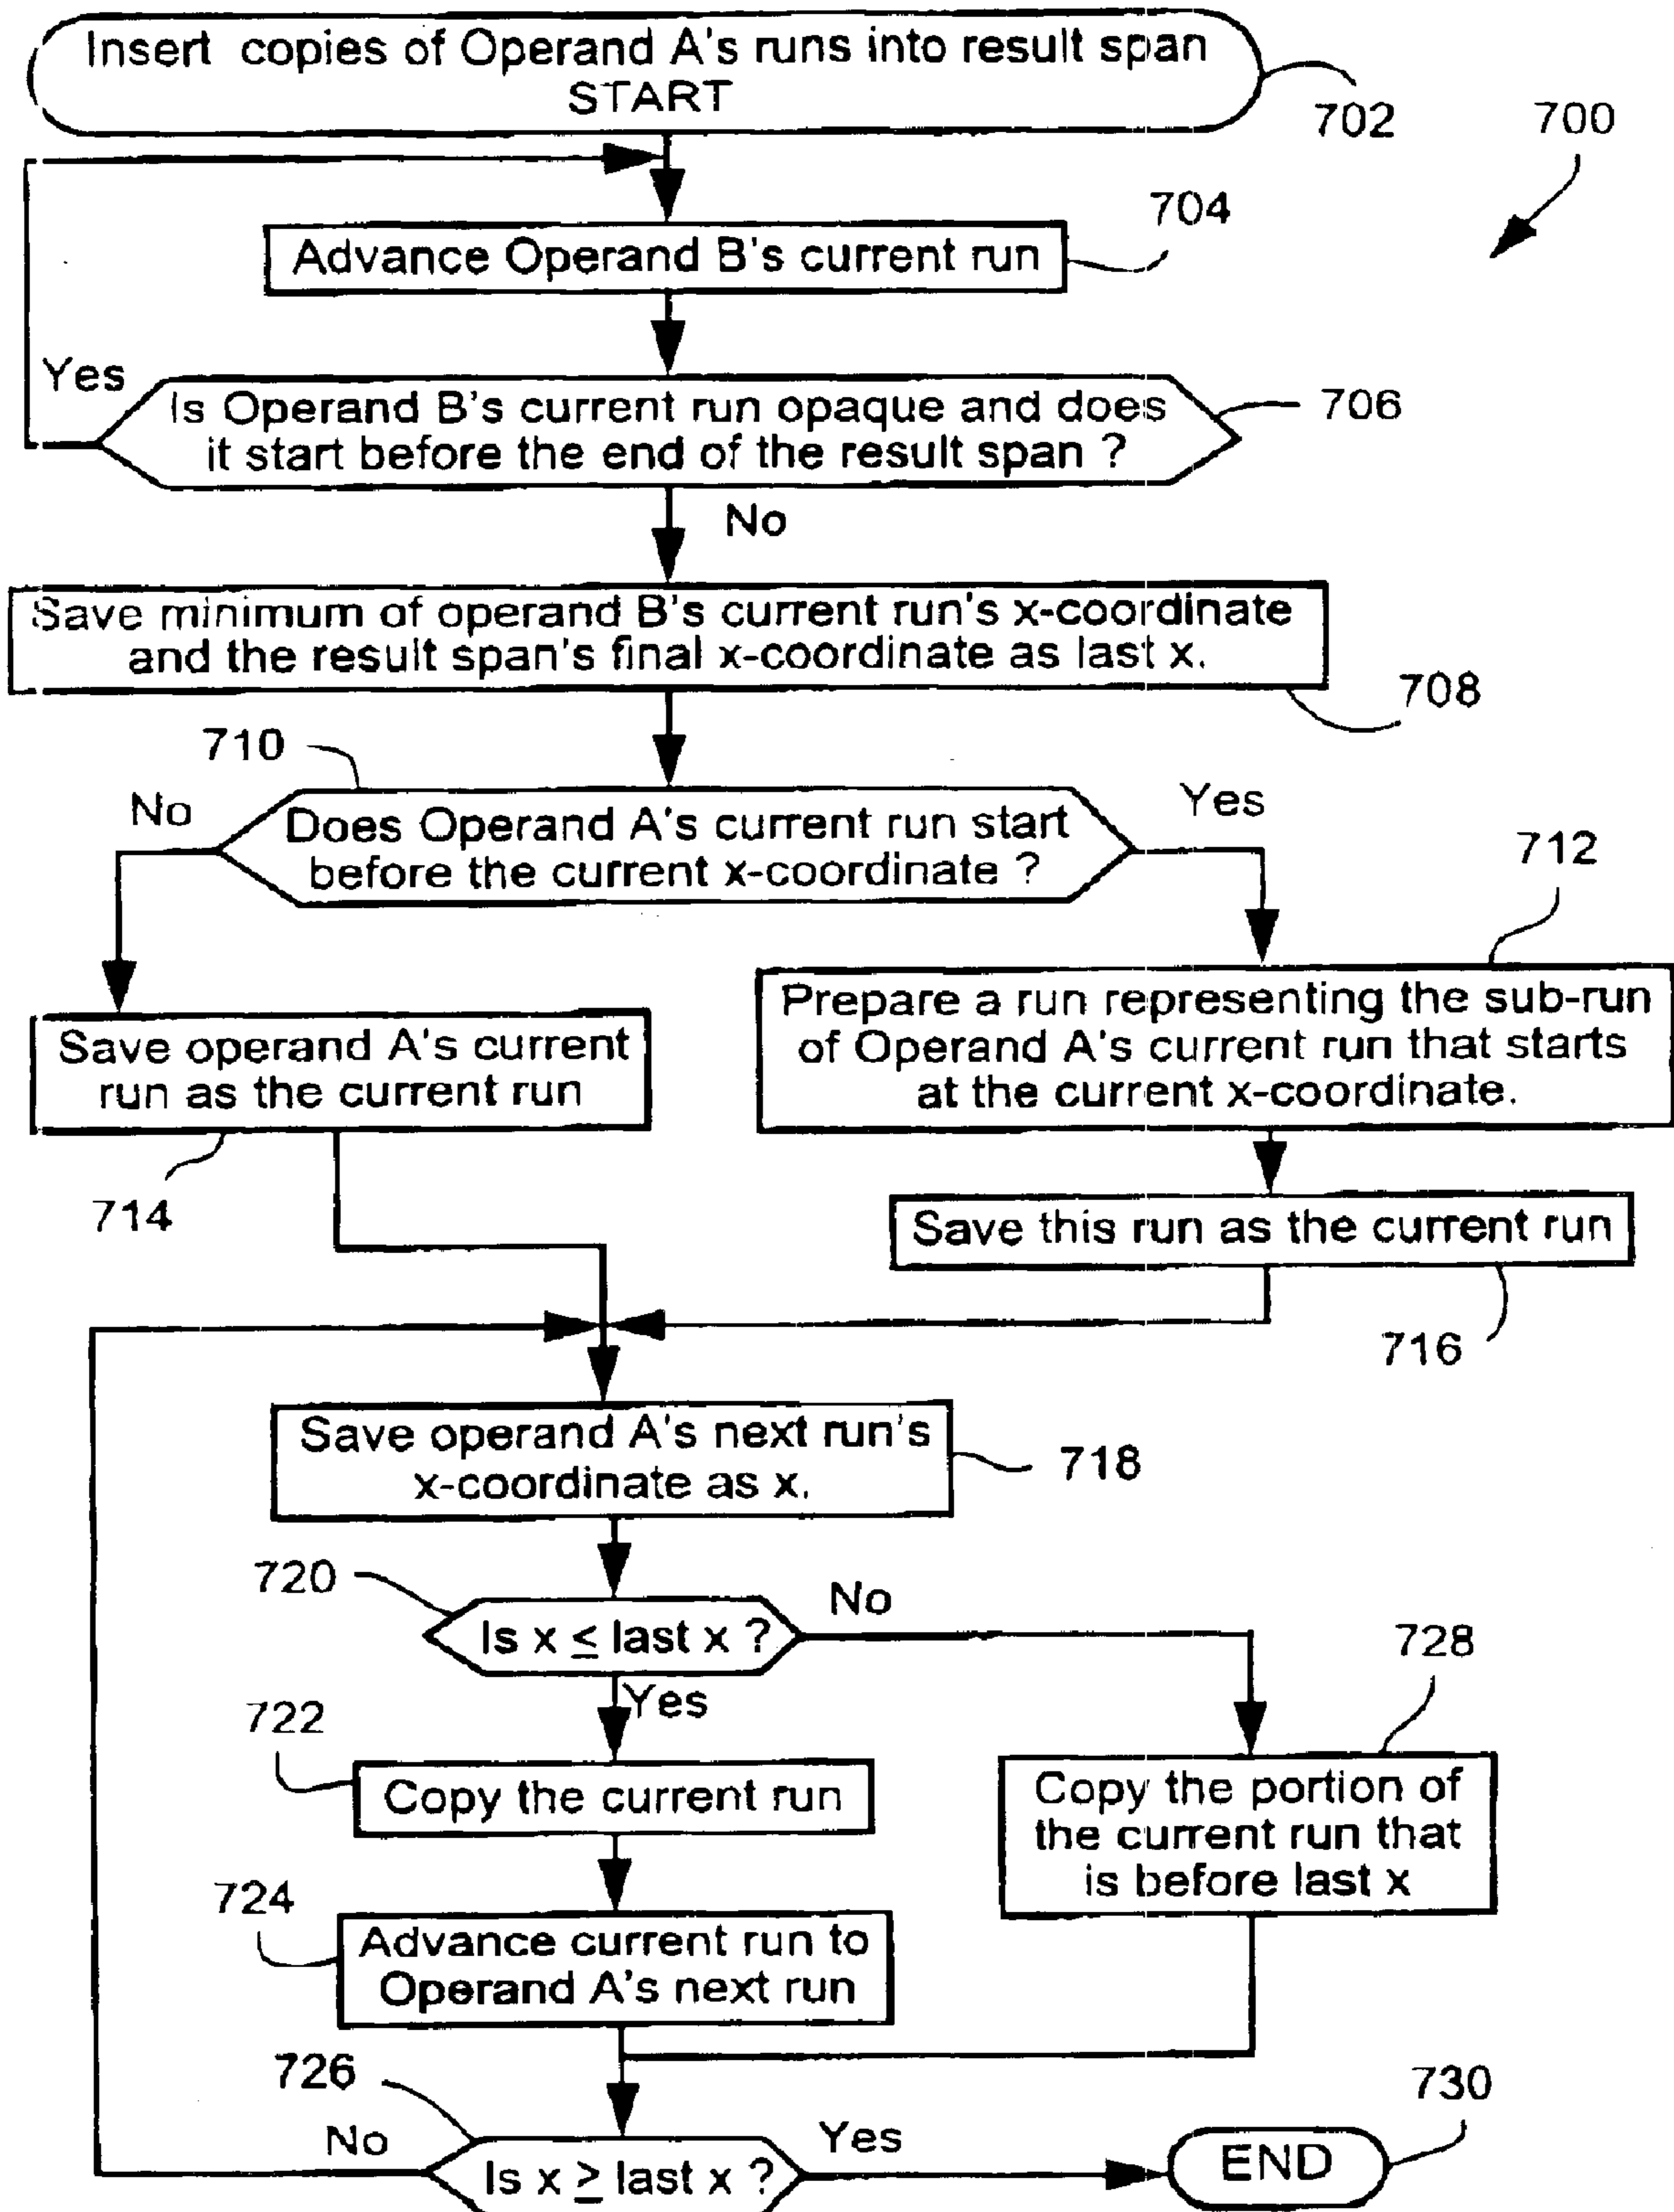 Insert copies of Operand A's runs into result span
START
702
700
704
Advance Operand B's current run
Yes
Is Operand B's current run opaque and does
it start before the end of the result span ?
706
No
Save minimum of operand B's current run's x-coordinate
and the result span's final x-coordinate as last x.
708
710
No
Does Operand A's current run start
before the current x-coordinate ?
Yes
712
Save operand A's current
run as the current run
714
Prepare a run representing the sub-run
of Operand A's current run that starts
at the current x-coordinate.
Save this run as the current run
716
Save operand A's next run's
x-coordinate as x.
718
720
Is x ≤ last x ?
No
Yes
728
722
Copy the current run
Copy the portion of
the current run that
is before last x
724
Advance current run to
Operand A's next run
726
No
Is x ≥ last x ?
Yes
END
730